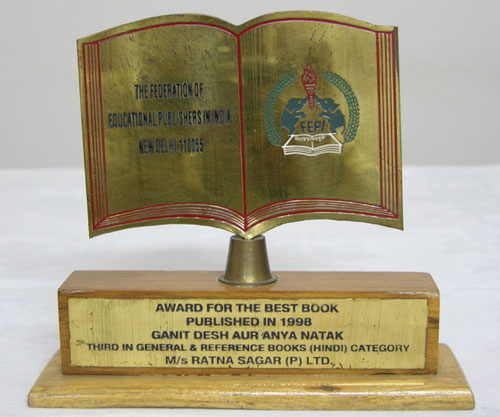 THE FEDERATION OF
EDUCATIONAL PUBLISHERS IN INDIA
NEW DELHI-110055
FEPI
AWARD FOR THE BEST BOOK
PUBLISHED IN 1998
GANIT DESH AUR ANYA NATAK
THIRD IN GENERAL & REFERENCE BOOKS (HINDI) CATEGORY
M/s RATNA SAGAR (P) LTD.